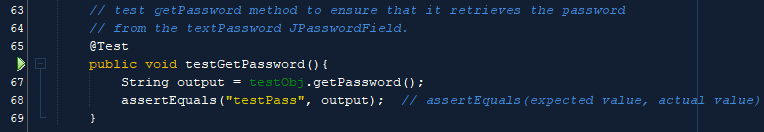 63 // test getPassword method to ensure that it retrieves the password
64 // from the textPassword JPasswordField.
65 @Test
public void testGetPassword(){
67 String output = testObj.getPassword();
68 assertEquals("testPass", output); // assertEquals(expected value, actual value)
69 }